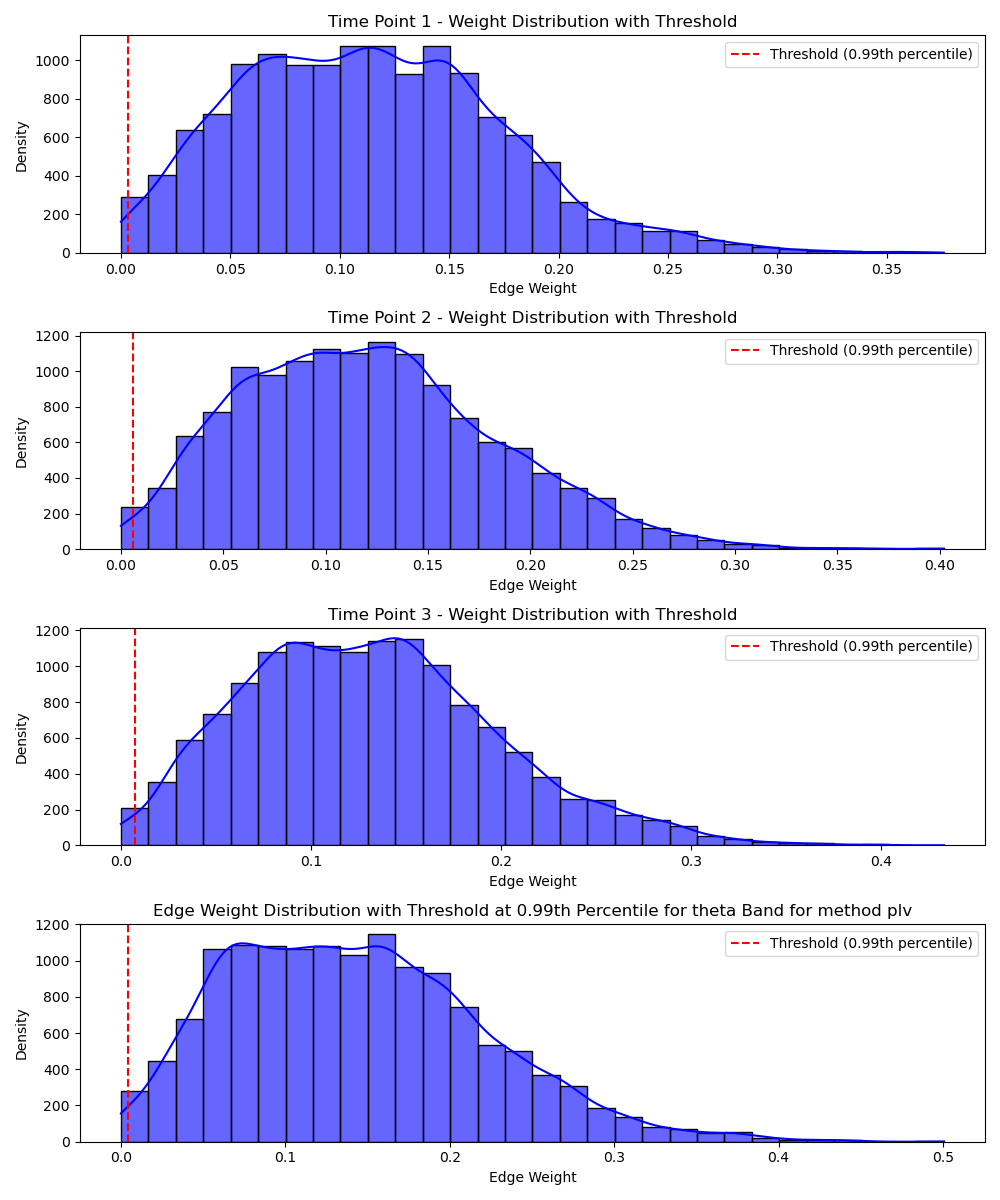 Time Point 1 - Weight Distribution with Threshold
Threshold (0.99th percentile)
Density
1000
800
600
400
200
0
0.00 0.05 0.10 0.15 0.20 0.25 0.30 0.35
Edge Weight
Time Point 2 - Weight Distribution with Threshold
Threshold (0.99th percentile)
Density
1200
1000
800
600
400
200
0
0.00 0.05 0.10 0.15 0.20 0.25 0.30 0.35 0.40
Edge Weight
Time Point 3 - Weight Distribution with Threshold
Threshold (0.99th percentile)
Density
1200
1000
800
600
400
200
0
0.0 0.1 0.2 0.3 0.4
Edge Weight
Edge Weight Distribution with Threshold at 0.99th Percentile for theta Band for method plv
Threshold (0.99th percentile)
Density
1200
1000
800
600
400
200
0
0.0 0.1 0.2 0.3 0.4 0.5
Edge Weight